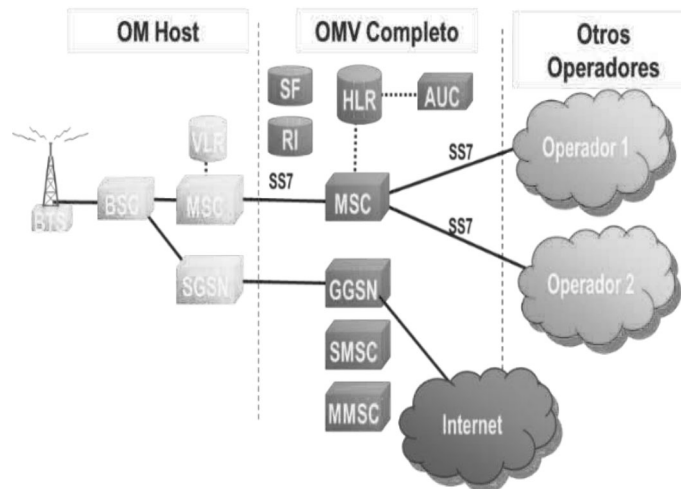 OM Host
OMV Completo
Otros
Operadores
SF
HLR
AUC
RI
VLR
Operador 1
SS7
BTS
BSC
MSC
SS7
MSC
SS7
SGSN
GGSN
Operador 2
SMSC
MMSC
Internet